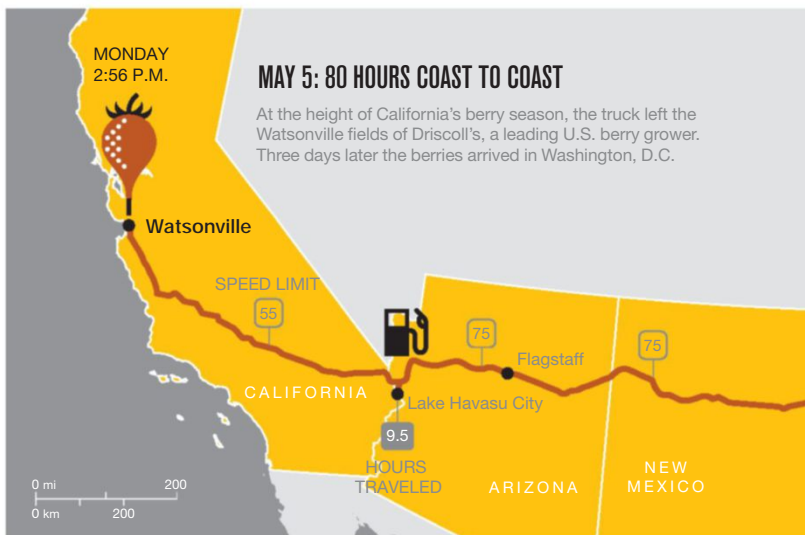 MONDAY
2:56 P.M.
MAY 5: 80 HOURS COAST TO COAST
At the height of California’s berry season, the truck left the
Watsonville fields of Driscoll’s, a leading U.S. berry grower.
Three days later the berries arrived in Washington, D.C.
Watsonville
SPEED LIMIT
55
75
Flagstaff
75
CALIFORNIA
Lake Havasu City
9.5
HOURS
TRAVELED
ARIZONA
NEW
MEXICO
0 mi 200
0 km 200